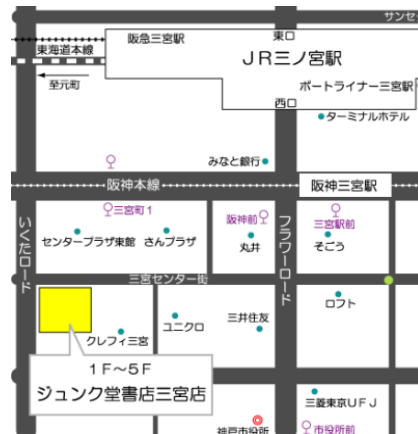 サンセ
阪急三宮駅
東口
東海道本線
JR三ノ宮駅
至元町
ポートライナー三宮駅
西口
ターミナルホテル
みなと銀行
阪神本線
阪神三宮駅
三宮町1
阪神前
三宮駅前
いくたロード
センタープラザ東館
さんプラザ
丸井
フラワーロード
そごう
三宮センター街
ロフト
ユニクロ
三井住友
クレフィ三宮
1F～5F
ジュンク堂書店三宮店
三菱東京UFJ
神戸市役所
市役所前